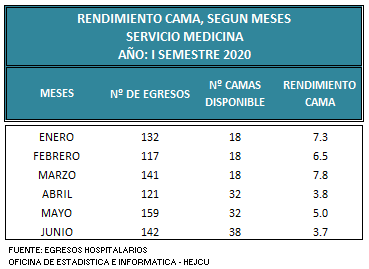 RENDIMIENTO CAMA, SEGUN MESES
SERVICIO MEDICINA
AÑO: I SEMESTRE 2020
MESES Nº DE EGRESOS Nº CAMAS DISPONIBLE RENDIMIENTO CAMA
ENERO 132 18 7.3
FEBRERO 117 18 6.5
MARZO 141 18 7.8
ABRIL 121 32 3.8
MAYO 159 32 5.0
JUNIO 142 38 3.7
FUENTE: EGRESOS HOSPITALARIOS
OFICINA DE ESTADISTICA E INFORMATICA - HEJCU